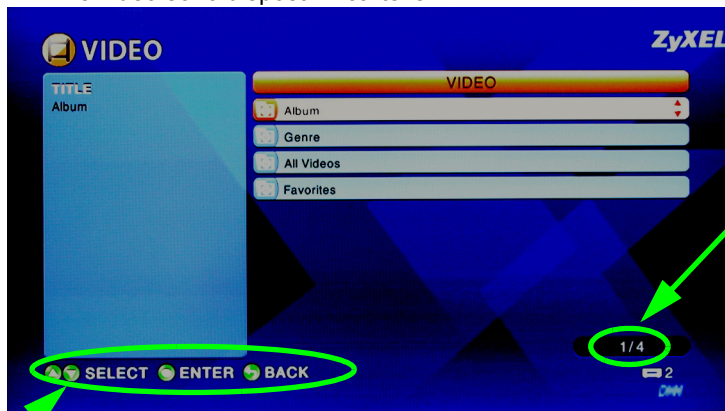 VIDEO
ZyXEL
TITLE
Album
VIDEO
Album
Genre
All Videos
Favorites
1/4
SELECT ENTER BACK
2